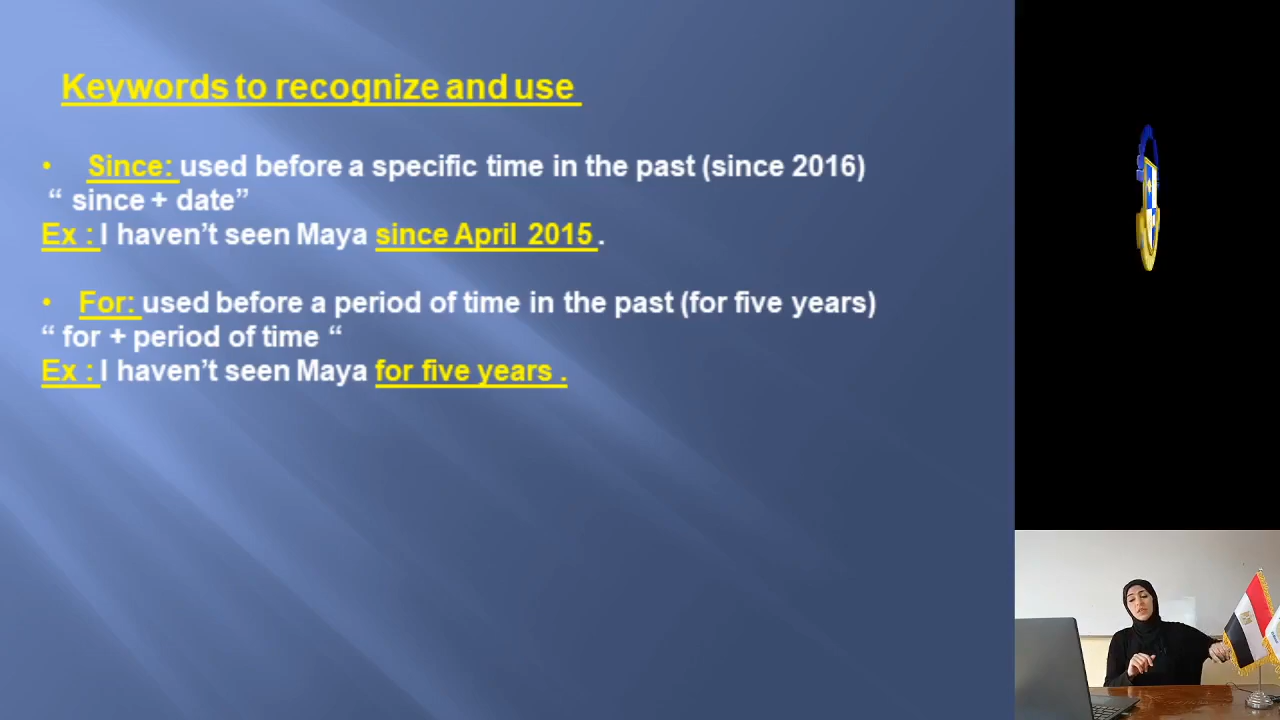 Keywords to recognize and use
• Since: used before a specific time in the past (since 2016)
“ since + date”
Ex : I haven’t seen Maya since April 2015 .
• For: used before a period of time in the past (for five years)
“ for + period of time “
Ex : I haven’t seen Maya for five years .